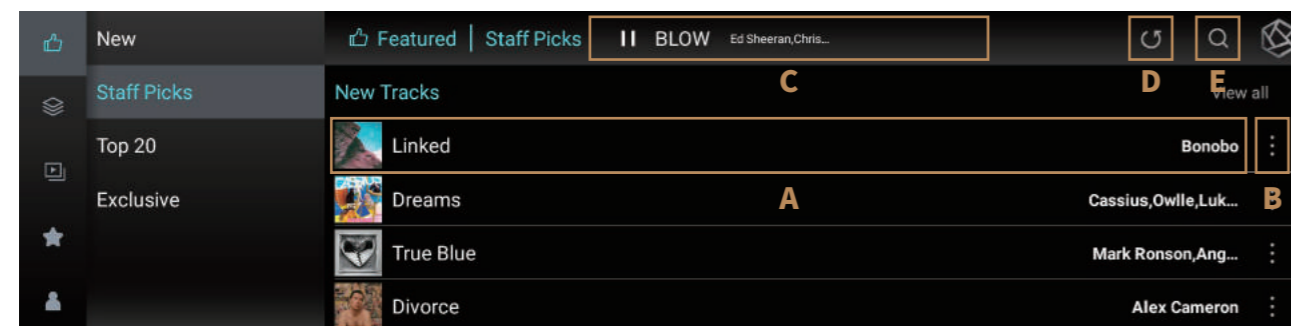 New
Staff Picks
Top 20
Exclusive
Featured | Staff Picks
BLOW Ed Sheeran,Chris...
C
D
E
New Tracks
View all
Linked Bonobo
A
B
Dreams Cassius,Owlle,Luk...
True Blue Mark Ronson,Ang...
Divorce Alex Cameron